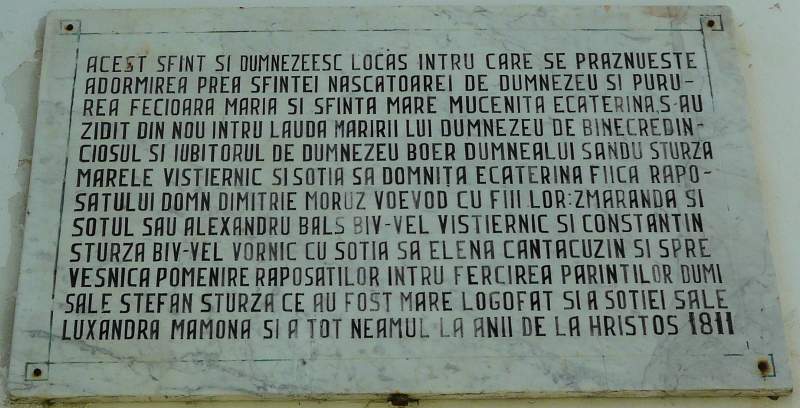 ACEST SFINT SI DUMNEZEESC LOCAS INTRU CARE SE PRAZNUESTE
ADORMIREA PREA SFINTEI NASCATOAREI DE DUMNEZEU SI PURU-
REA FECIOARA MARIA SI SFINTA MARE MUCENITA ECATERINA.S-AU
ZIDIT DIN NOU INTRU LAUDA MARIRII LUI DUMNEZEU DE BINECREDIN-
CIOSUL SI IUBITORUL DE DUMNEZEU BOER DUMNEALUI SANDU STURZA
MARELE VISTIERNIC SI SOTIA SA DOMNIȚA ECATERINA FIICA RAPO-
SATULUI DOMN DIMITRIE MORUZ VOEVOD CU FIII LOR:ZMARANDA SI
SOTUL SAU ALEXANDRU BALS BIV-VEL VISTIERNIC SI CONSTANTIN
STURZA BIV-VEL VORNIC CU SOTIA SA ELENA CANTACUZIN SI SPRE
VESNICA POMENIRE RAPOSATILOR INTRU FERCIREA PARINTILOR DUMI
SALE STEFAN STURZA CE AU FOST MARE LOGOFAT SI A SOTIEI SALE
LUXANDRA MAMONA SI A TOT NEAMUL LA ANII DE LA HRISTOS 1811